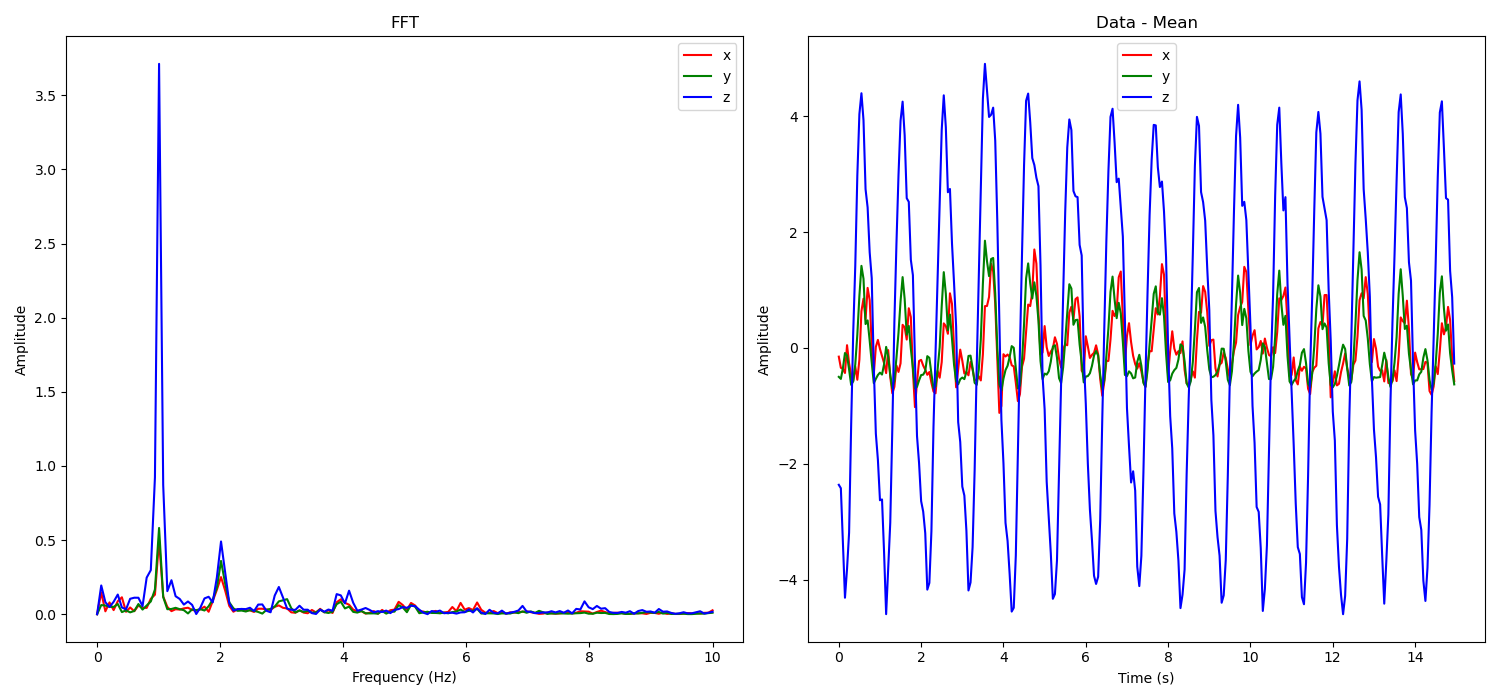 FFT
x
y
z
Amplitude
3.5
3.0
2.5
2.0
1.5
1.0
0.5
0.0
0 2 4 6 8 10
Frequency (Hz)
Data - Mean
x
y
z
Amplitude
4
2
0
−2
−4
0 2 4 6 8 10 12 14
Time (s)